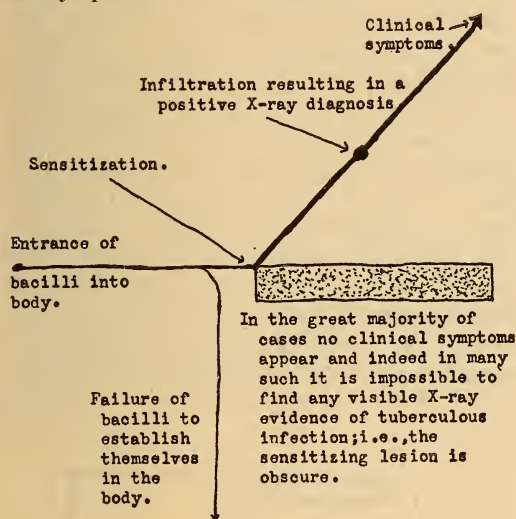 Clinical
symptoms.
Infiltration resulting in a
positive X-ray diagnosis
Sensitization.
Entrance of
bacilli into
body.
In the great majority of
cases no clinical symptoms
appear and indeed in many
such it is impossible to
find any visible X-ray
evidence of tuberculous
infection;i.e.,the
sensitizing lesion is
obscure.
Failure of
bacilli to
establish
themselves
in the
body.